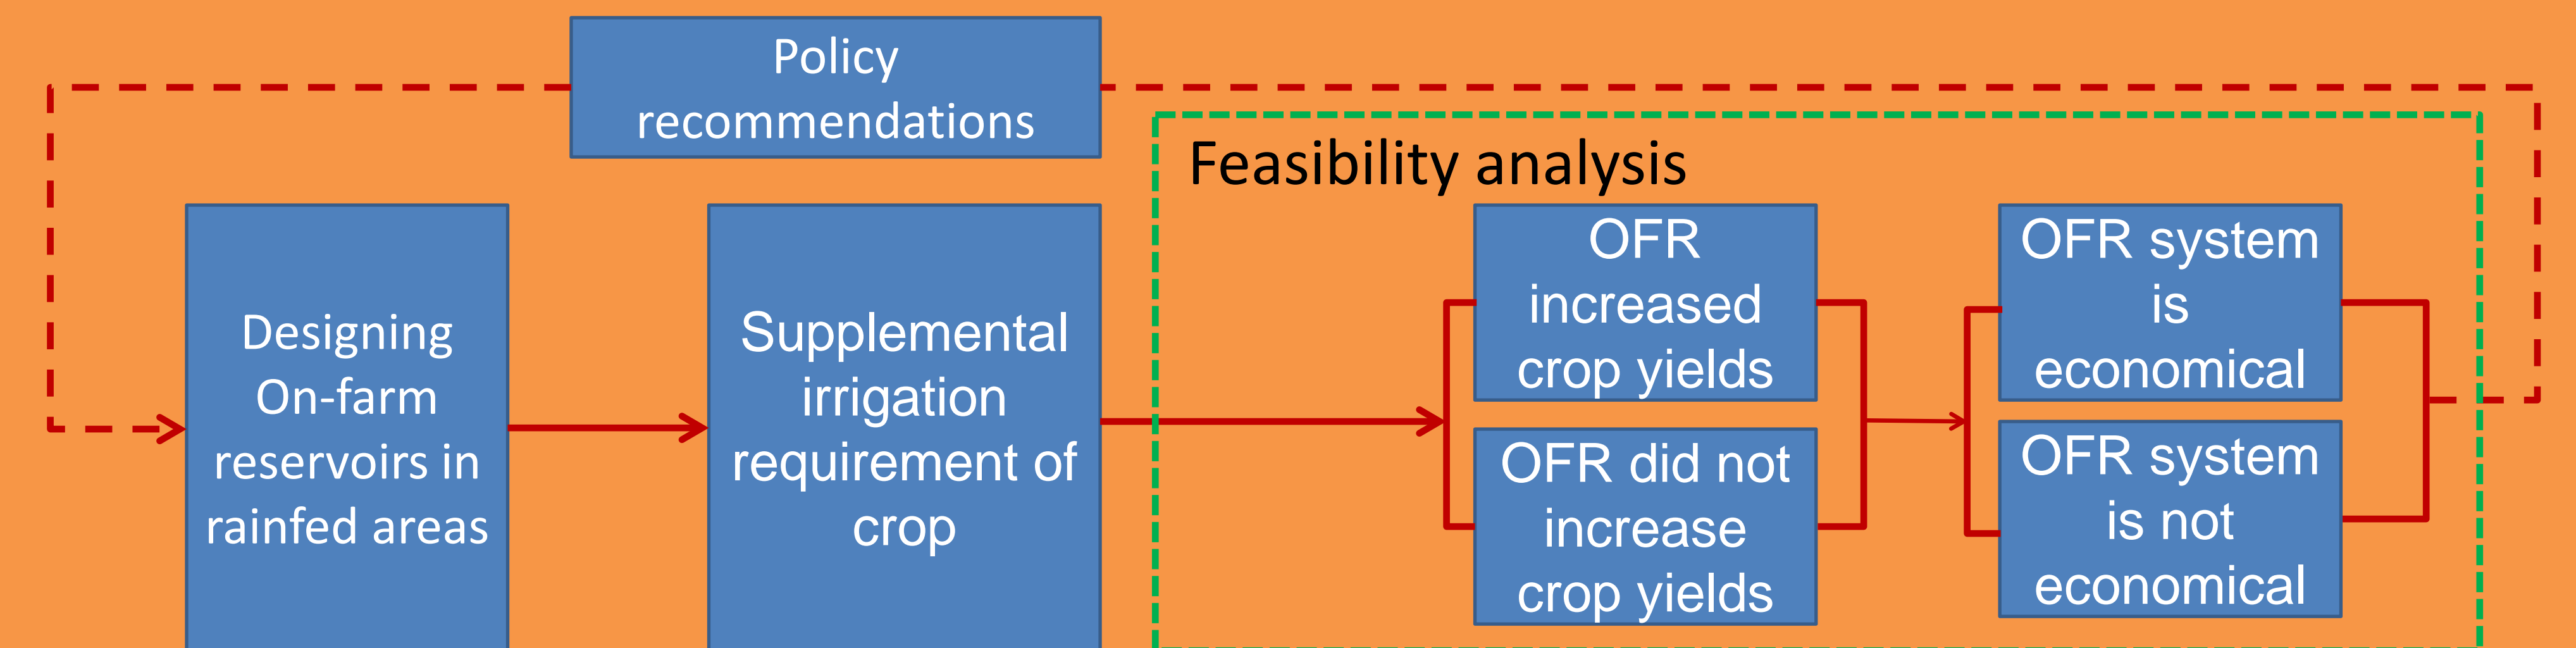 Policy
recommendations
Feasibility analysis
Designing
On-farm
reservoirs in
rainfed areas
Supplemental
irrigation
requirement of
crop
OFR
increased
crop yields
OFR did not
increase
crop yields
OFR system
is
economical
OFR system
is not
economical